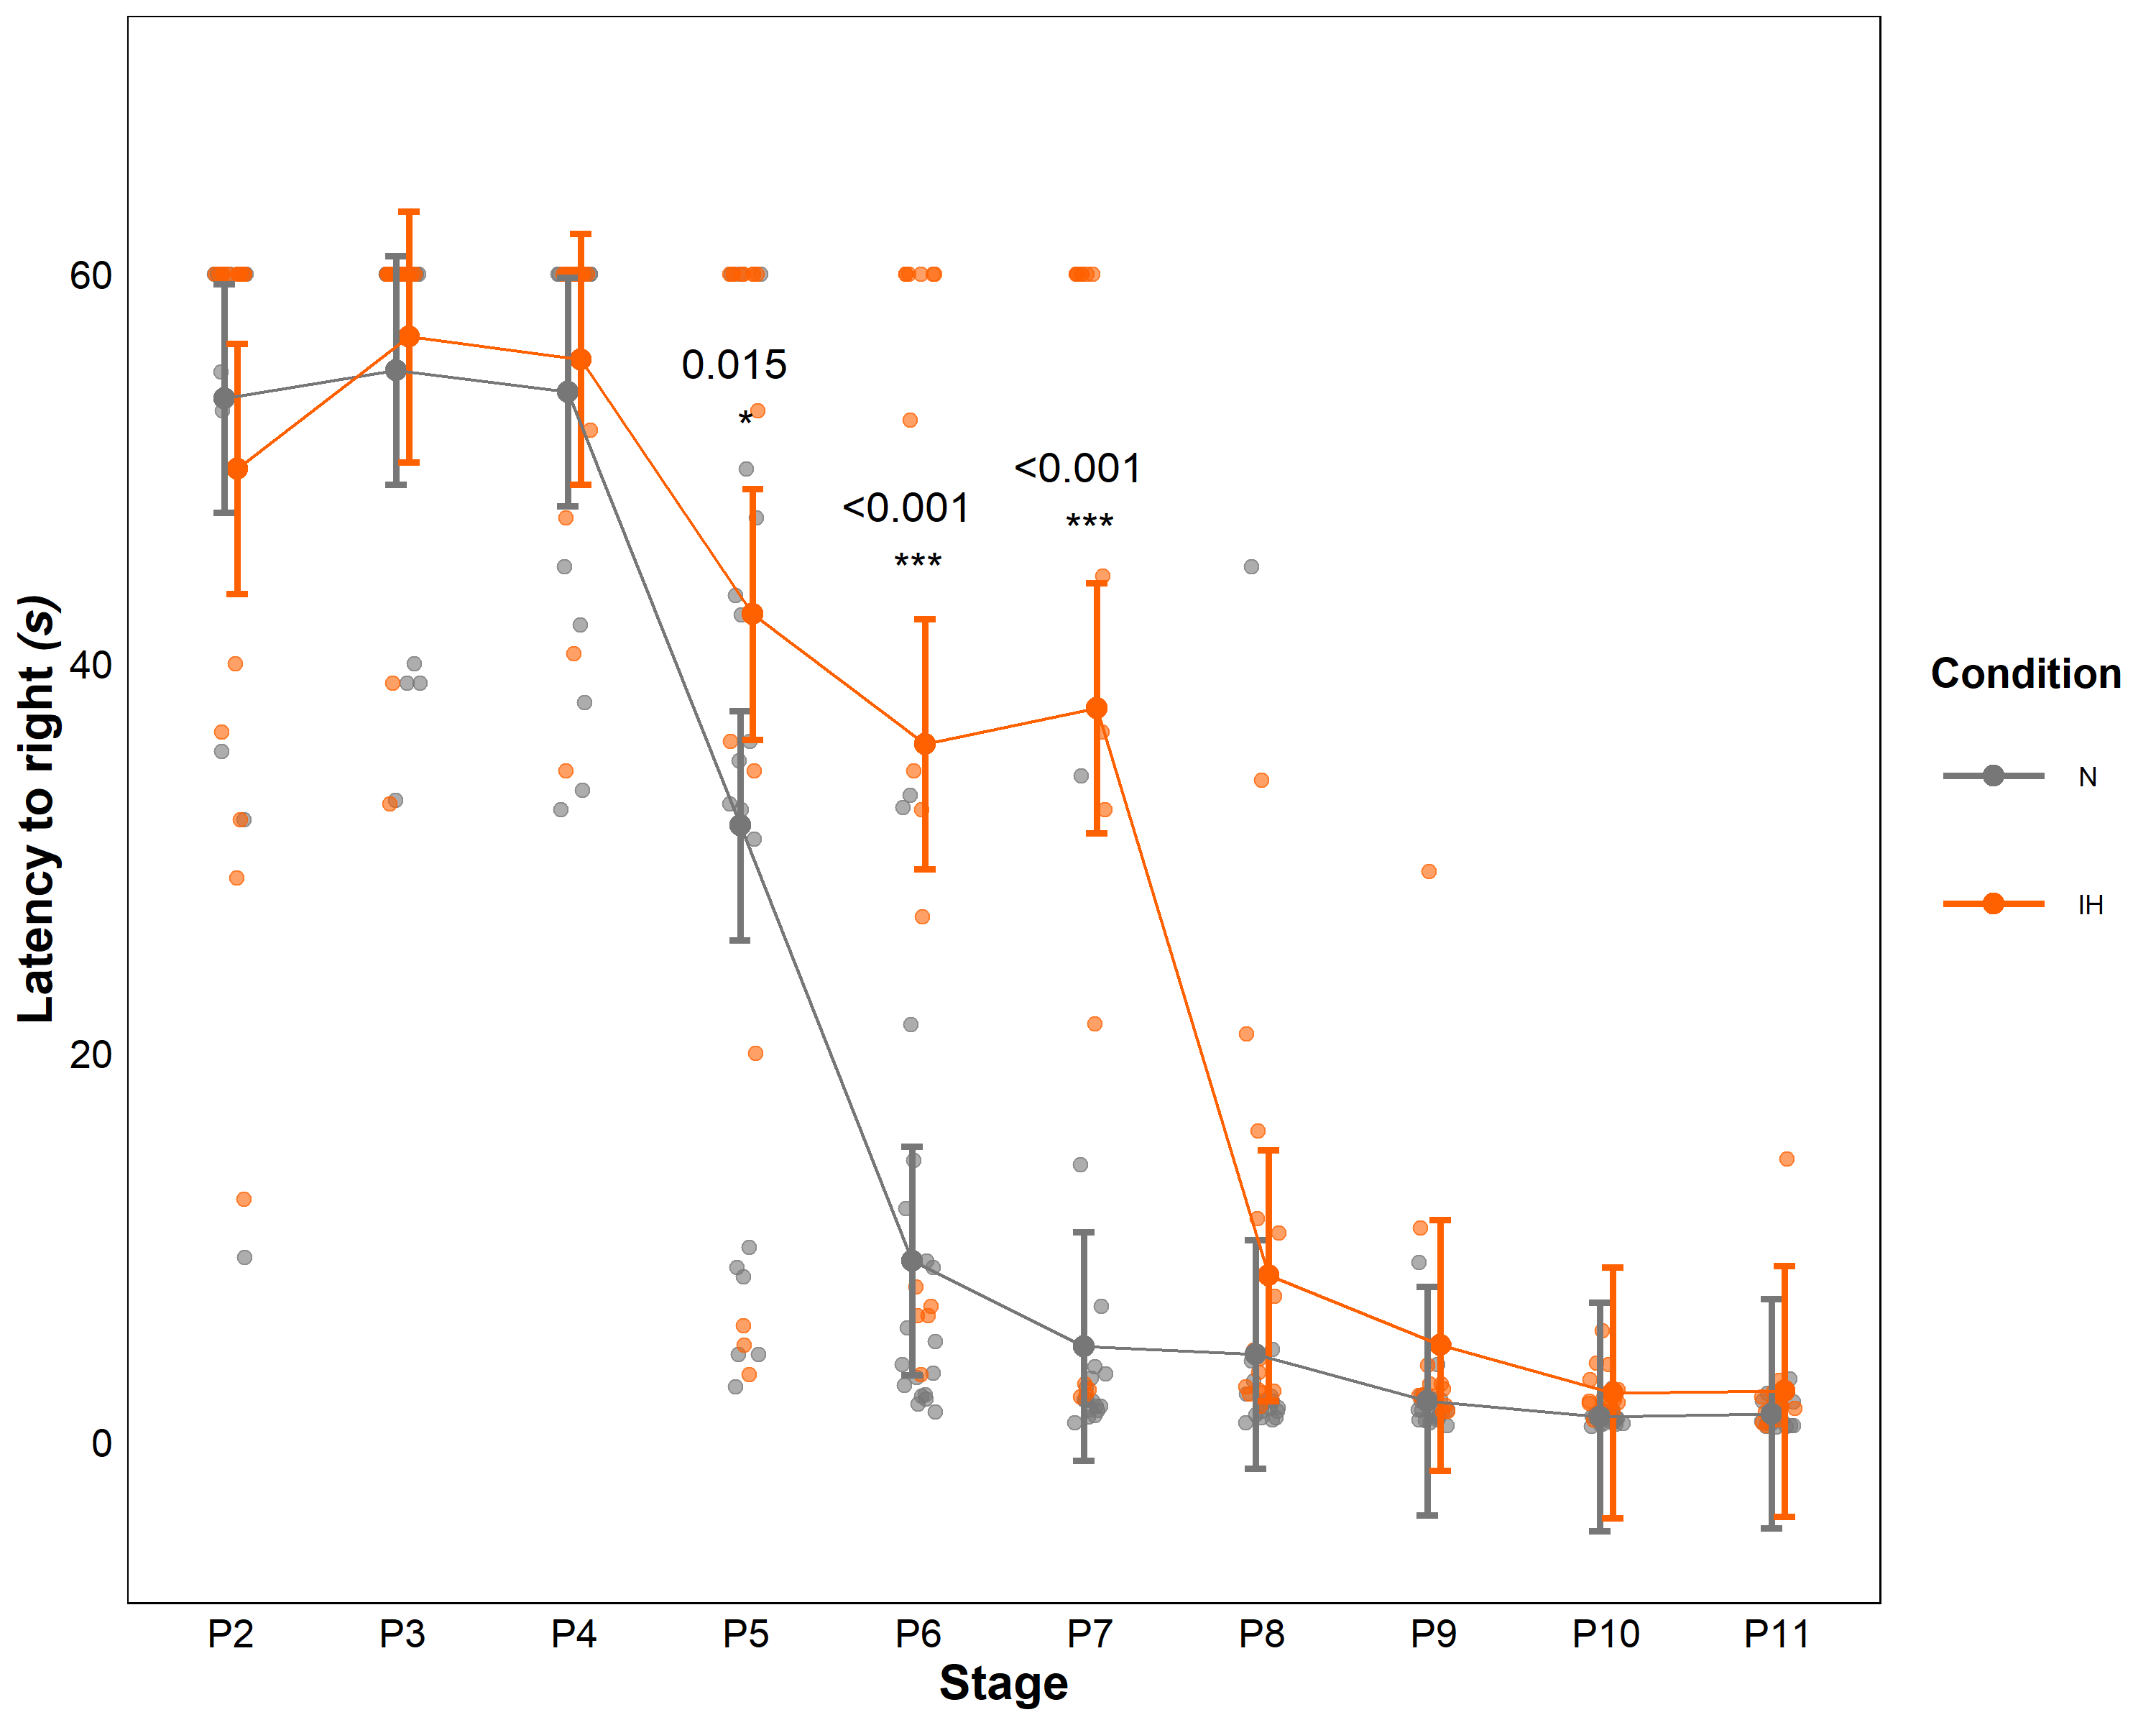 60
40
20
0
Latency to right (s)
0.015
*
<0.001
***
<0.001
***
P2 P3 P4 P5 P6 P7 P8 P9 P10 P11
Stage
Condition
N
IH